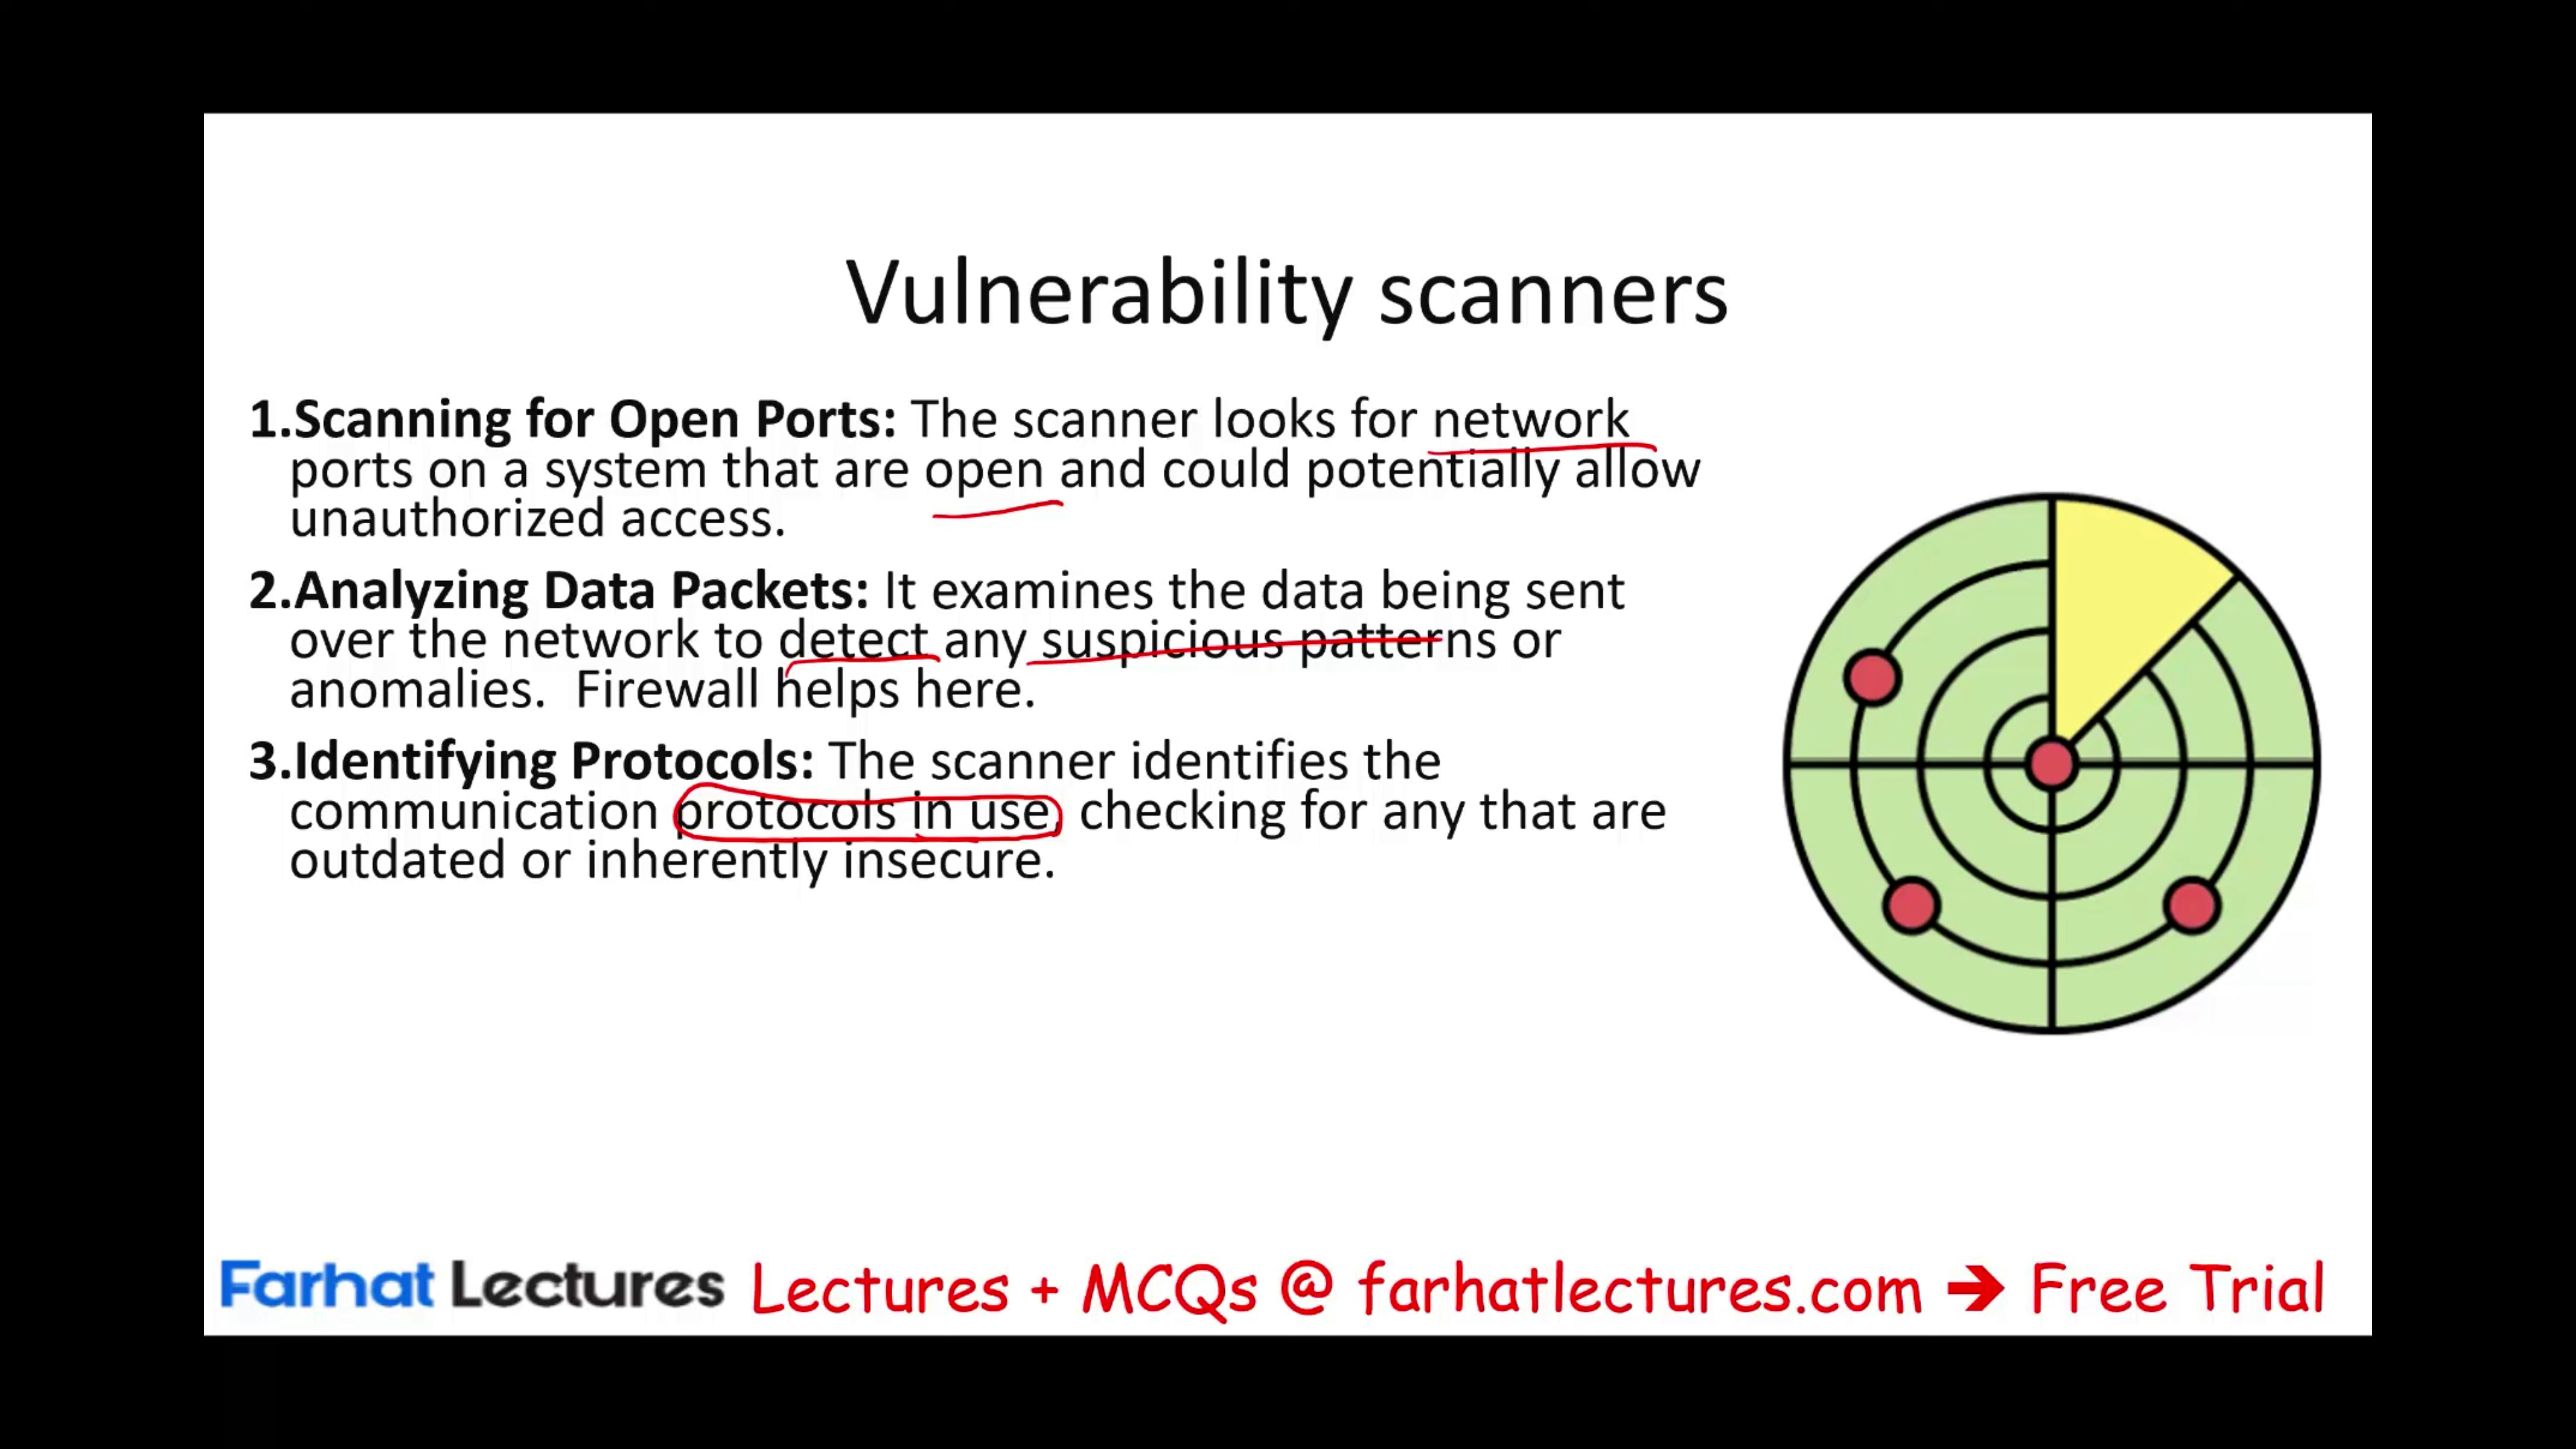 Vulnerability scanners
1.Scanning for Open Ports: The scanner looks for network
ports on a system that are open and could potentially allow
unauthorized access.
2.Analyzing Data Packets: It examines the data being sent
over the network to detect any suspicious patterns or
anomalies.  Firewall helps here.
3.Identifying Protocols: The scanner identifies the
communication protocols in use, checking for any that are
outdated or inherently insecure.
Farhat Lectures Lectures + MCQs @ farhatlectures.com → Free Trial